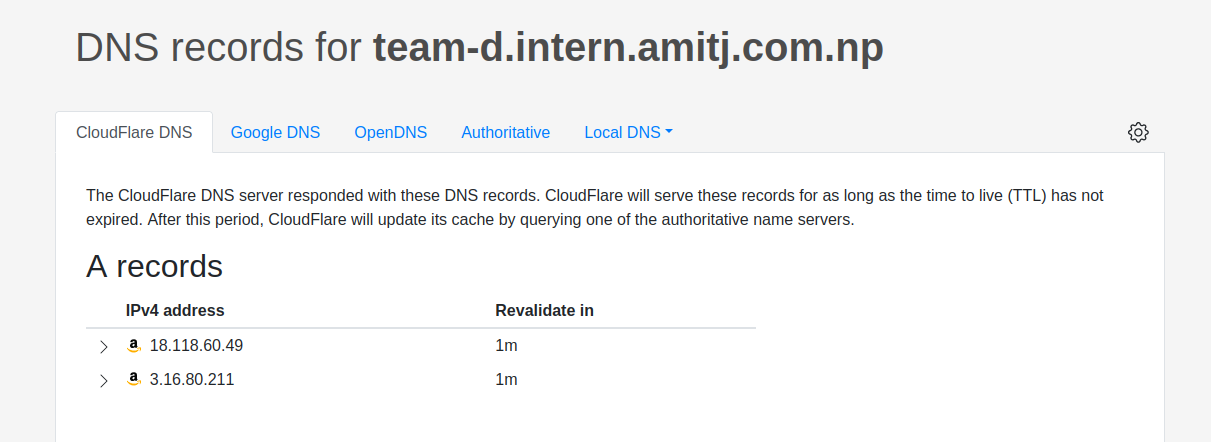 DNS records for team-d.intern.amitj.com.np
CloudFlare DNS Google DNS OpenDNS Authoritative Local DNS
The CloudFlare DNS server responded with these DNS records. CloudFlare will serve these records for as long as the time to live (TTL) has not
expired. After this period, CloudFlare will update its cache by querying one of the authoritative name servers.
A records
IPv4 address Revalidate in
a 18.118.60.49 1m
a 3.16.80.211 1m